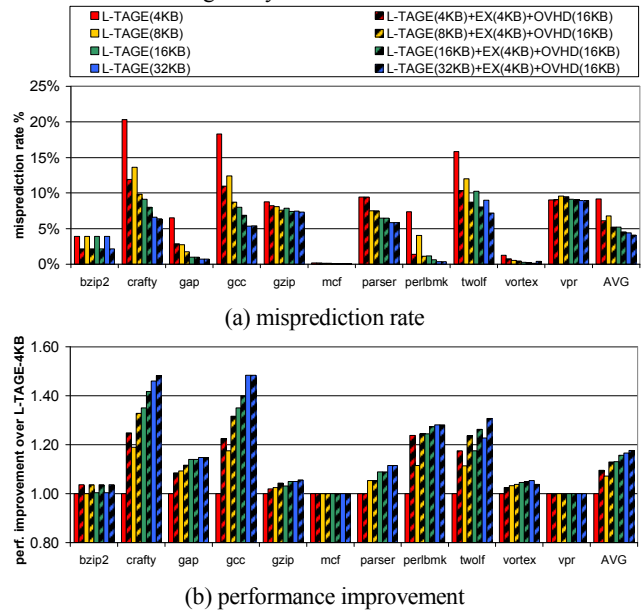 L-TAGE(4KB) L-TAGE(4KB)+EX(4KB)+OVHD(16KB)
L-TAGE(8KB) L-TAGE(8KB)+EX(4KB)+OVHD(16KB)
L-TAGE(16KB) L-TAGE(16KB)+EX(4KB)+OVHD(16KB)
L-TAGE(32KB) L-TAGE(32KB)+EX(4KB)+OVHD(16KB)
misprediction rate %
25%
20%
15%
10%
5%
0%
bzip2 crafty gap gcc gzip mcf parser perlbmk twolf vortex vpr AVG
(a) misprediction rate
perf. improvement over L-TAGE-4KB
1.60
1.40
1.20
1.00
0.80
bzip2 crafty gap gcc gzip mcf parser perlbmk twolf vortex vpr AVG
(b) performance improvement